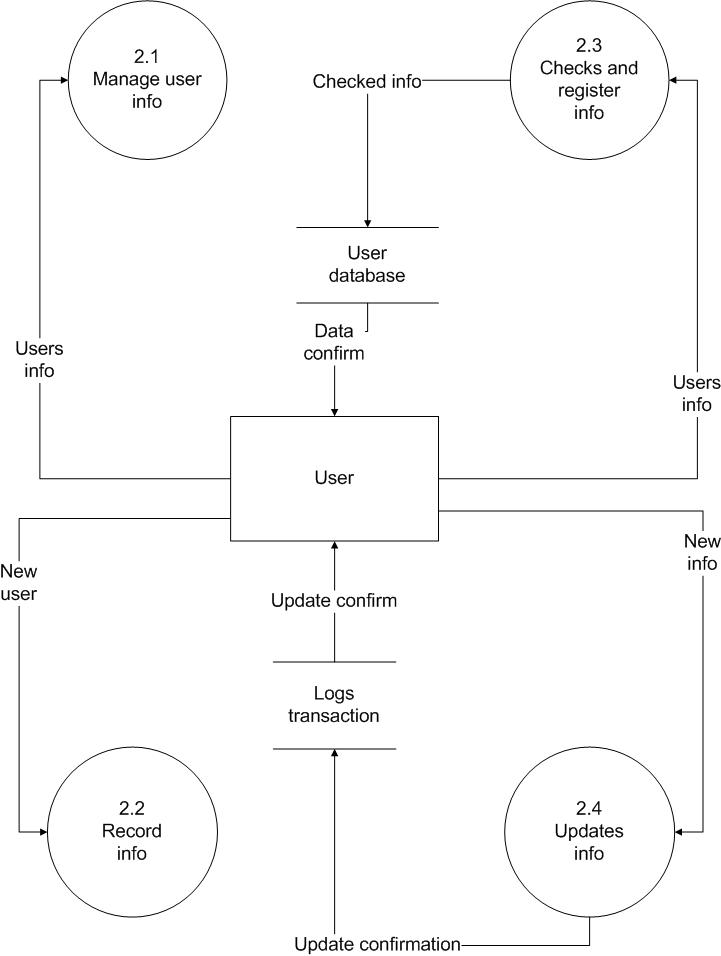 2.1
Manage user
info
2.3
Checks and
register
info
Checked info
User
database
Data
confirm
Users
info
Users
info
User
New
user
New
info
Update confirm
Logs
transaction
2.2
Record
info
2.4
Updates
info
Update confirmation